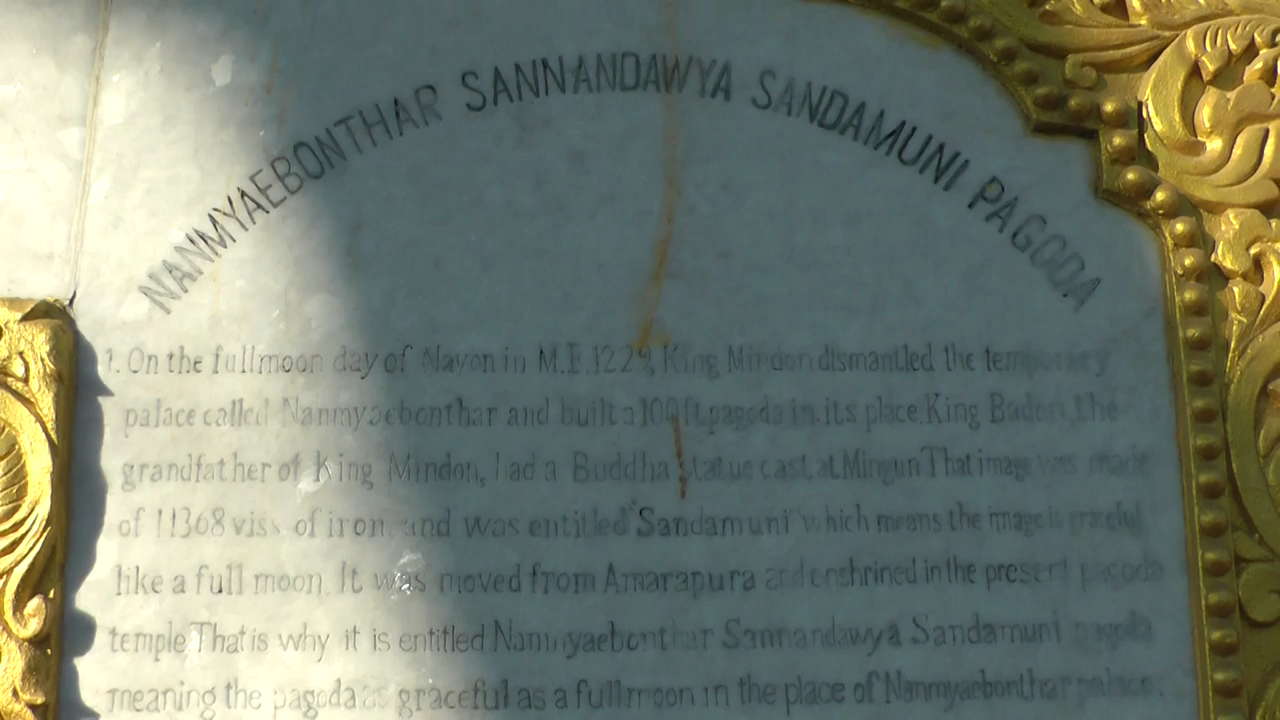 NANMYAEBONTHAR SANNANDAWYA SANDAMUNI PAGODA
1. On the fullmoon day of Nayon in M.E.1229, King Mindon dismantled the temporary
palace called Nanmyaebonthar and built a 100ft. pagoda in its place. King Badon, the
grandfather of King Mindon, had a Buddha statue cast at Mingun That image was made
of 11368 viss of iron and was entitled "Sandamuni" which means the image is
like a full moon. It was moved from Amarapura and enshrined in the present pagoda
temple That is why it is entitled Nanmyaebonthar Sannandawya Sandamuni pagoda
meaning the pagoda as graceful as a fullmoon in the place of Nanmyaebonthar palace.